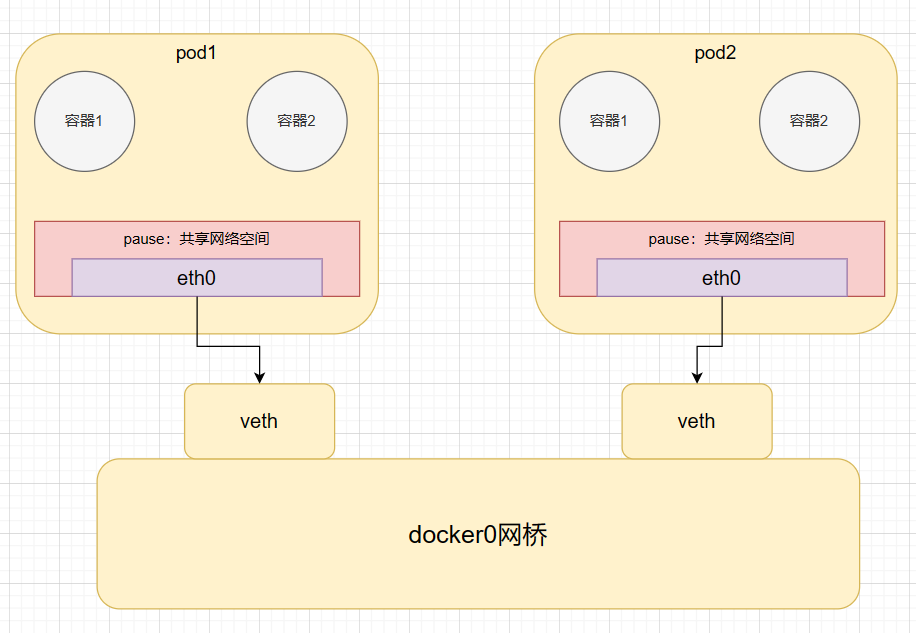 pod1
pod2
容器1
容器2
容器1
容器2
pause：共享网络空间
pause：共享网络空间
eth0
eth0
veth
veth
docker0网桥